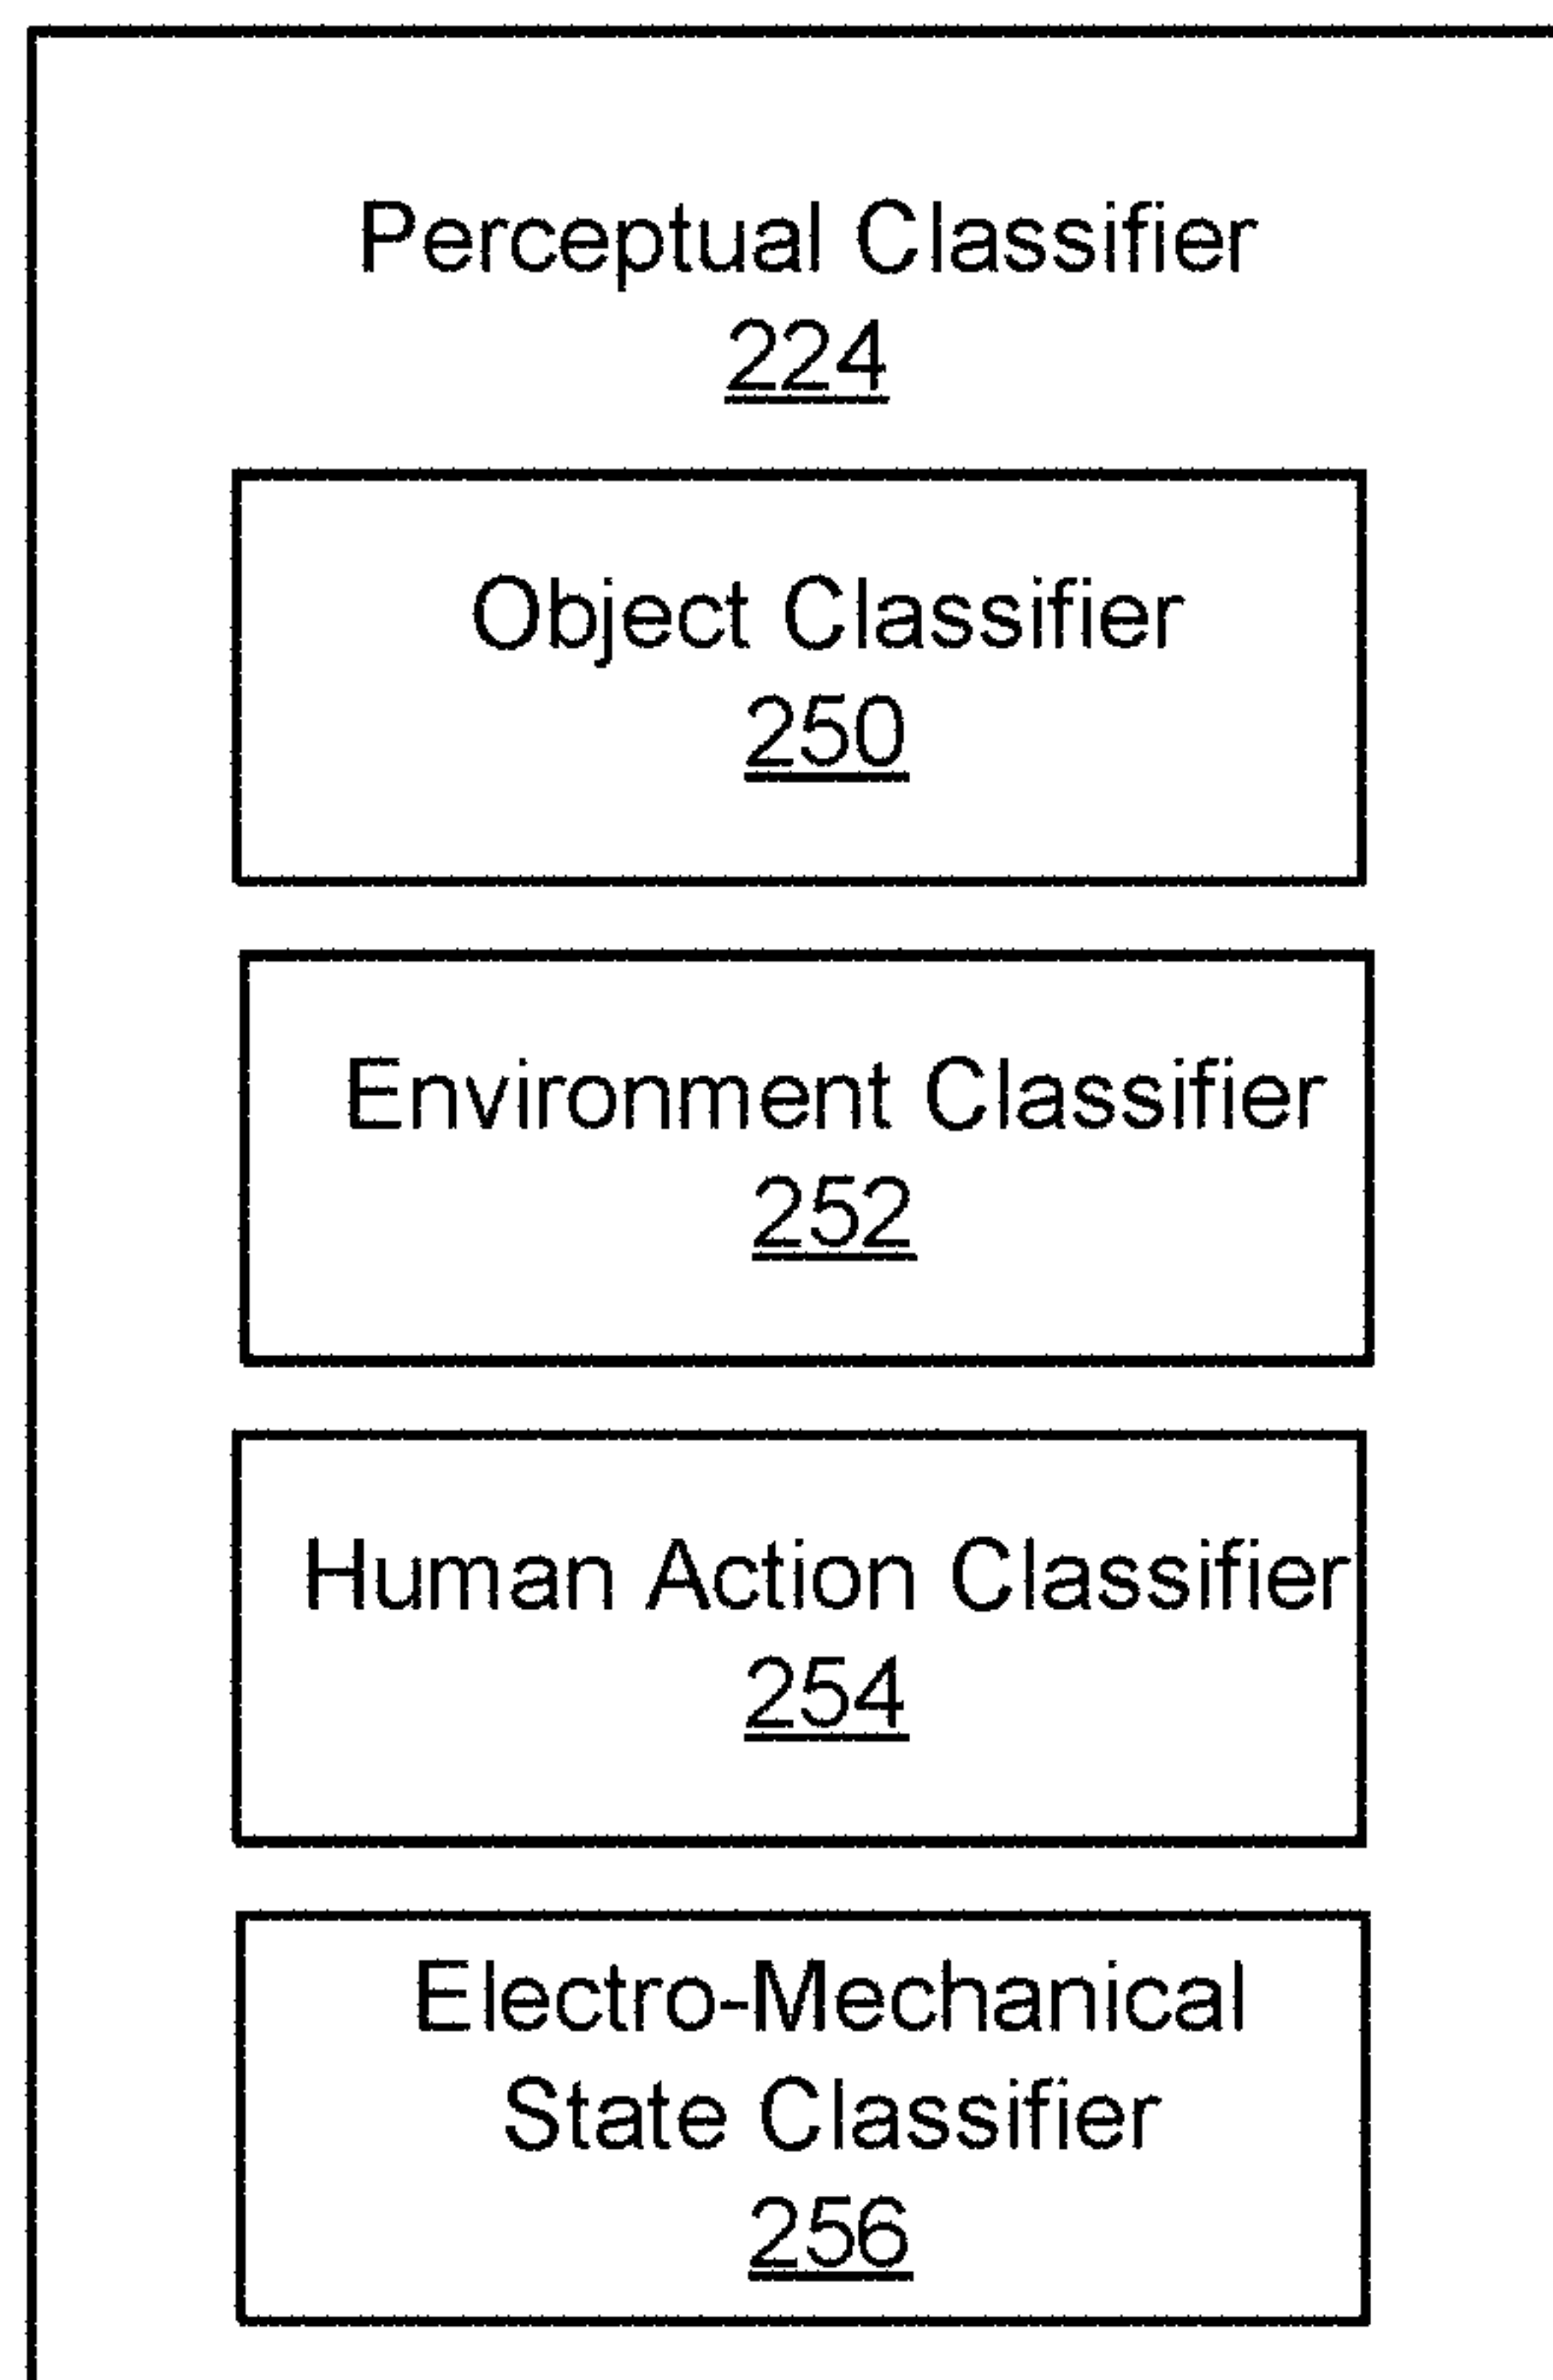 Perceptual Classifier
224
Object Classifier
250
Environment Classifier
252
Human Action Classifier
254
Electro-Mechanical
State Classifier
256